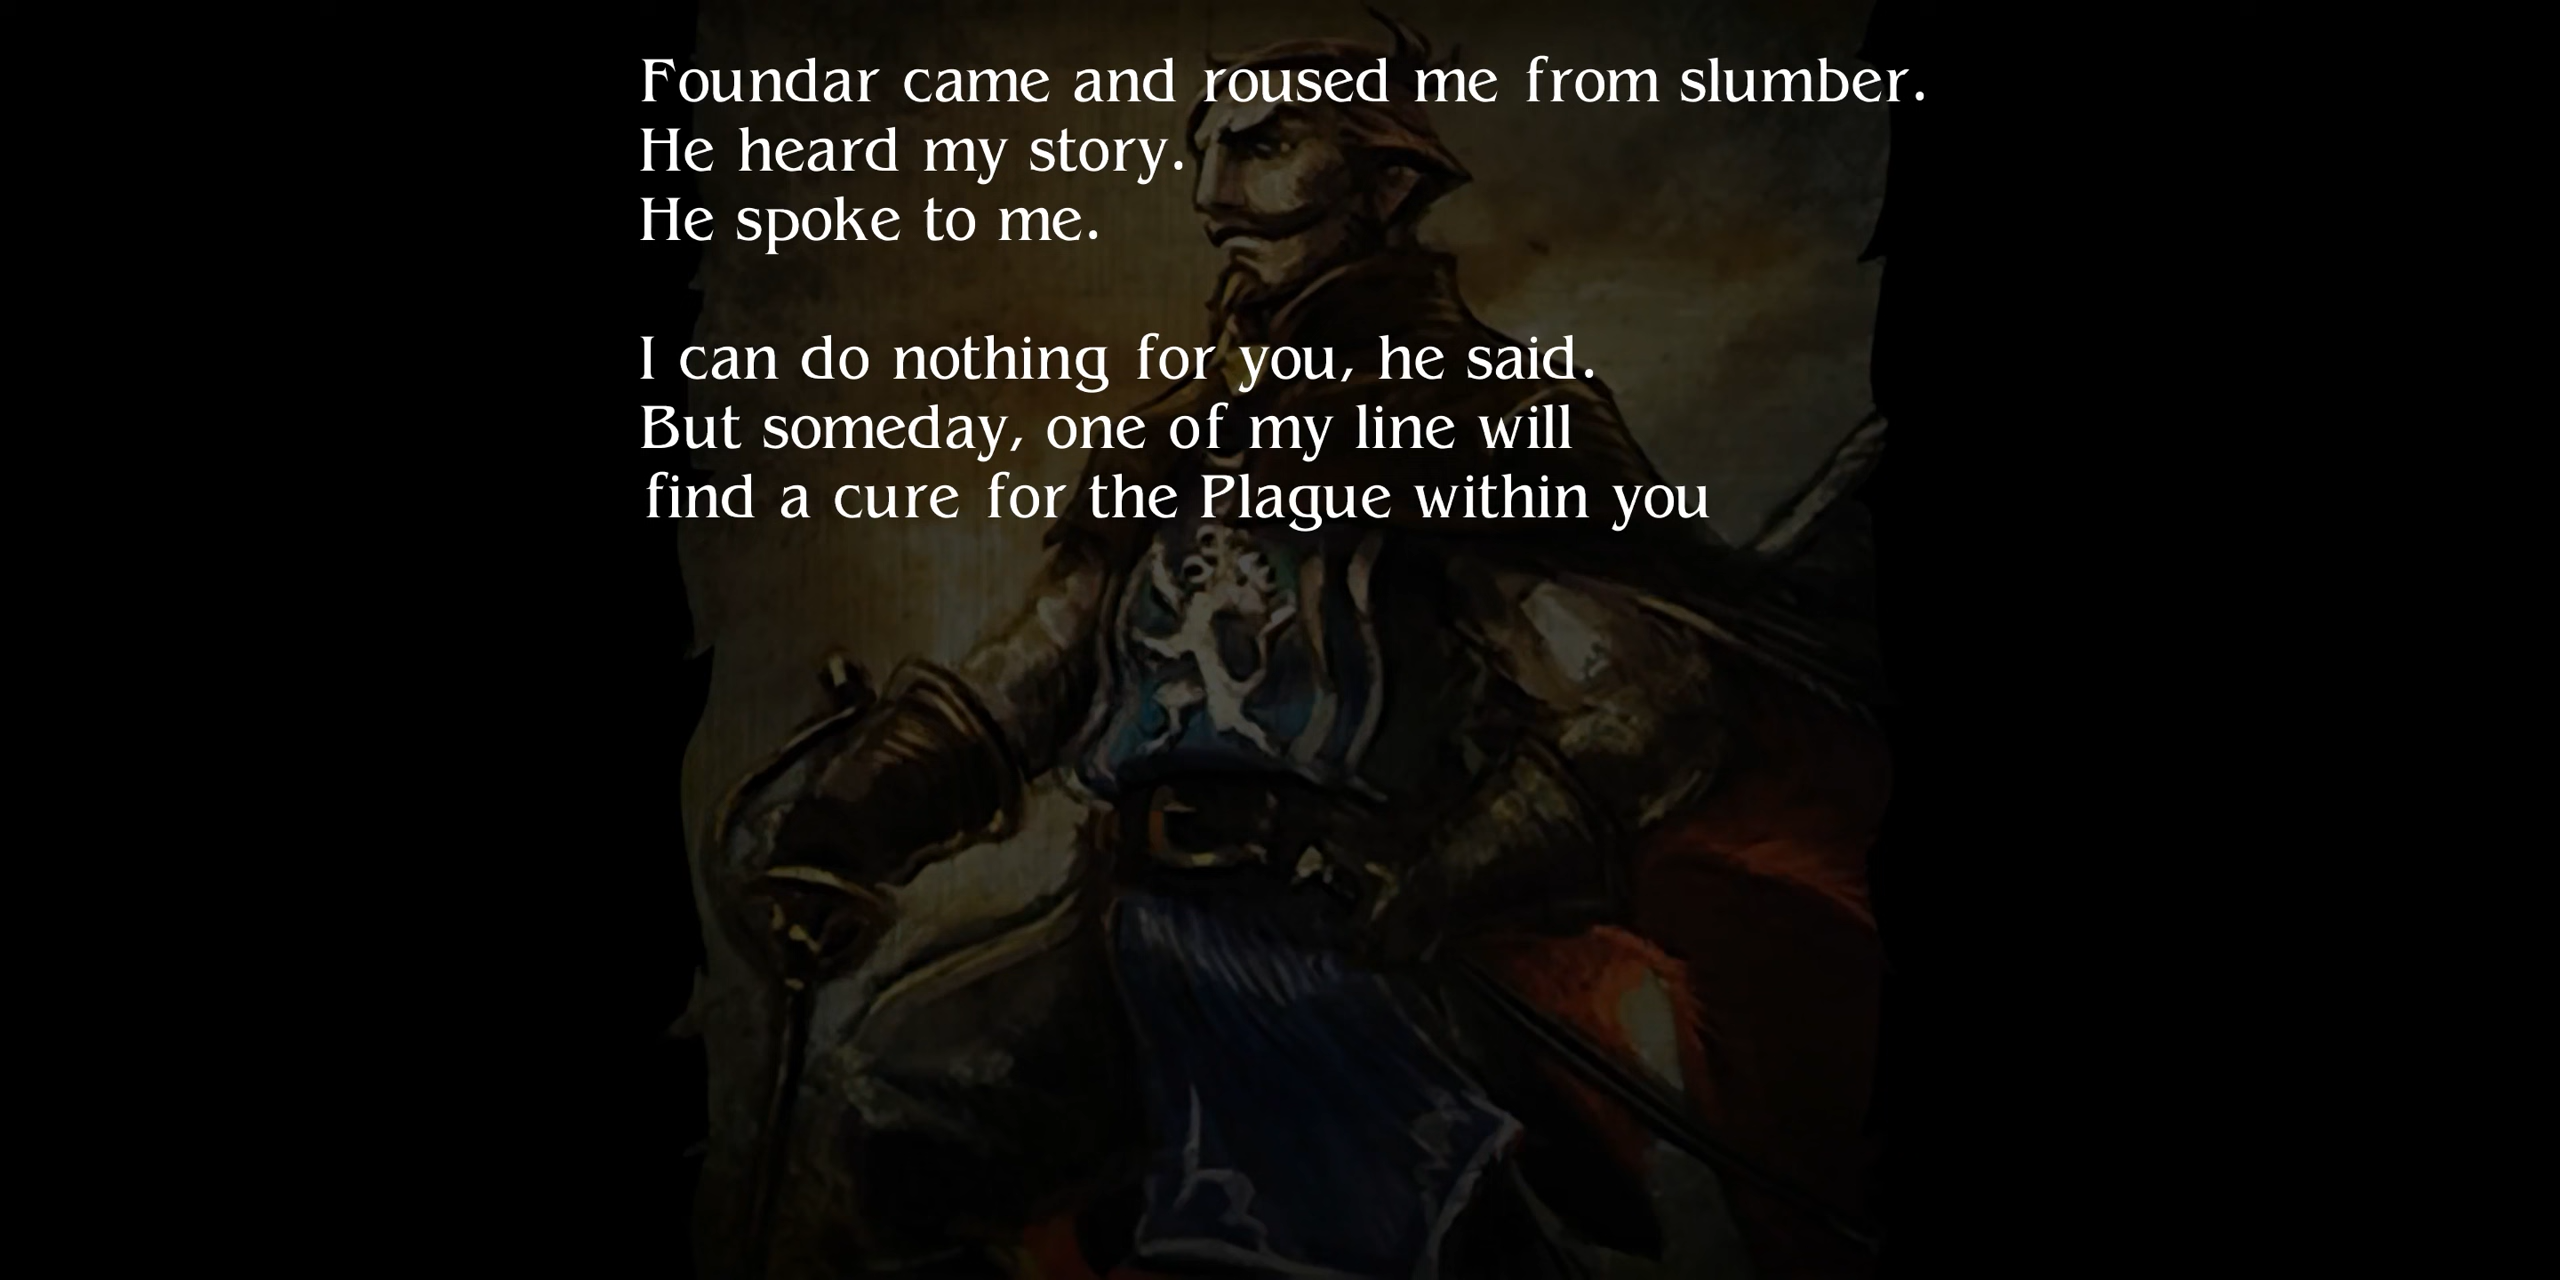 Foundar came and roused me from slumber.
He heard my story.
He spoke to me.
I can do nothing for you, he said.
But someday, one of my line will
find a cure for the Plague within you